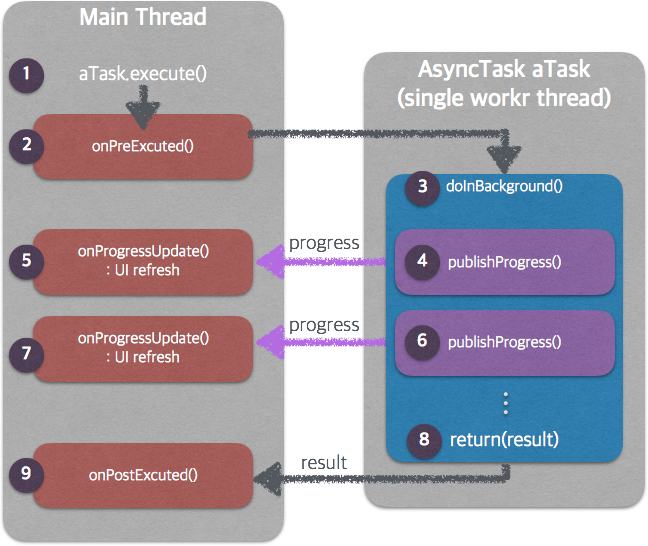 Main Thread
1
aTask.execute()
2
onPreExcuted()
AsyncTask aTask
(single workr thread)
3
doInBackground()
4
publishProgress()
progress
5
onProgressUpdate()
: UI refresh
6
publishProgress()
progress
7
onProgressUpdate()
: UI refresh
8
return(result)
result
9
onPostExcuted()